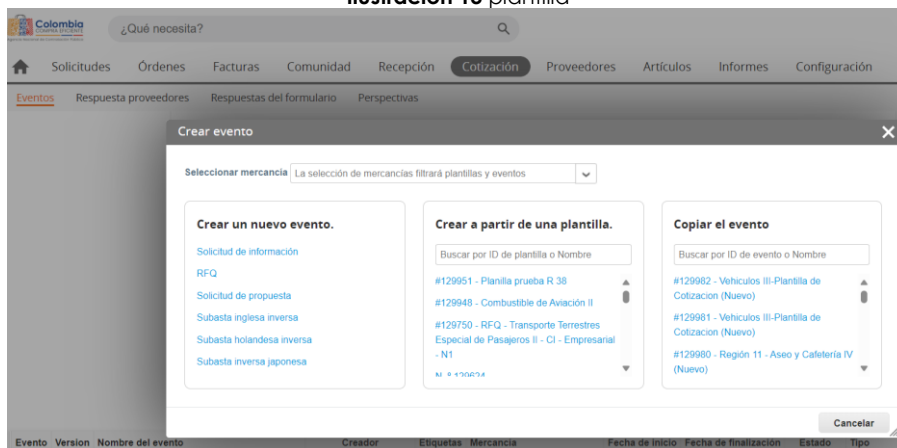 Ilustración 18 plantilla
Colombia
¿Qué necesita?
Solicitudes Órdenes Facturas Comunidad Recepción Cotización Proveedores Artículos Informes Configuración
Eventos Respuesta proveedores Respuestas del formulario Perspectivas
Crear evento
Seleccionar mercancia La selección de mercancías filtrará plantillas y eventos
Crear un nuevo evento.
Solicitud de información
RFQ
Solicitud de propuesta
Subasta inglesa inversa
Subasta holandesa inversa
Subasta inversa japonesa
Crear a partir de una plantilla.
Buscar por ID de plantilla o Nombre
#129951 - Planilla prueba R 38
#129948 - Combustible de Aviación II
#129750 - RFQ - Transporte Terrestres
Especial de Pasajeros II - CI - Empresarial
- N1
N. º 129624
Copiar el evento
Buscar por ID de evento o Nombre
#129982 - Vehiculos III-Plantilla de
Cotizacion (Nuevo)
#129981 - Vehiculos III-Plantilla de
Cotizacion (Nuevo)
#129980 - Región 11 - Aseo y Cafetería IV
(Nuevo)
Cancelar
Evento Version Nombre del evento Creador Etiquetas Mercancia Fecha de inicio Fecha de finalización Estado Tipo